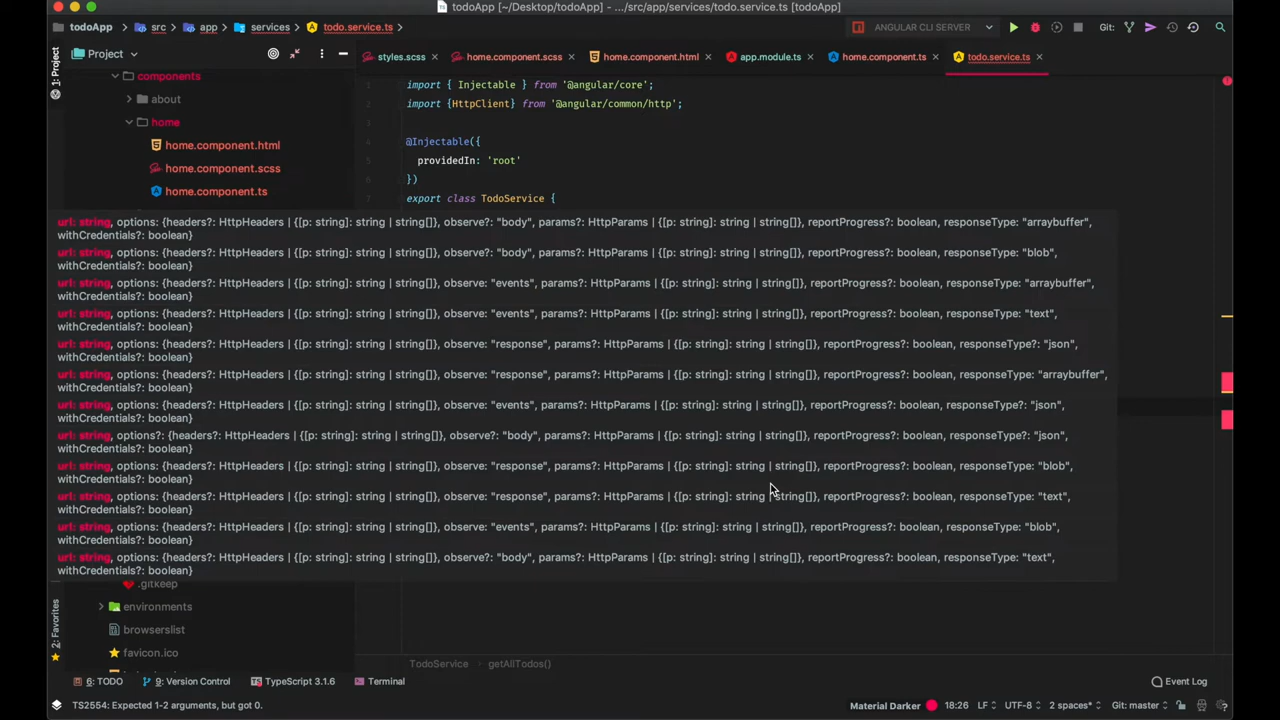 todoApp [~/Desktop/todoApp] - .../src/app/services/todo.service.ts [todoApp]
todoApp src app services todo.service.ts ANGULAR CLI SERVER Git:
1: Project
Project
styles.scss home.component.scss home.component.html app.module.ts home.component.ts todo.service.ts
components
about
home
home.component.html
home.component.scss
home.component.ts
1 import { Injectable } from '@angular/core';
2 import {HttpClient} from '@angular/common/http';
3
4 @Injectable({
5 providedIn: 'root'
6 })
7 export class TodoService {
url: string, options: {headers?: HttpHeaders | {[p: string]: string | string[]}, observe?: "body", params?: HttpParams | {[p: string]: string | string[]}, reportProgress?: boolean, responseType: "arraybuffer",
withCredentials?: boolean}
url: string, options: {headers?: HttpHeaders | {[p: string]: string | string[]}, observe?: "body", params?: HttpParams | {[p: string]: string | string[]}, reportProgress?: boolean, responseType: "blob",
withCredentials?: boolean}
url: string, options: {headers?: HttpHeaders | {[p: string]: string | string[]}, observe: "events", params?: HttpParams | {[p: string]: string | string[]}, reportProgress?: boolean, responseType: "arraybuffer",
withCredentials?: boolean}
url: string, options: {headers?: HttpHeaders | {[p: string]: string | string[]}, observe: "events", params?: HttpParams | {[p: string]: string | string[]}, reportProgress?: boolean, responseType: "text",
withCredentials?: boolean}
url: string, options: {headers?: HttpHeaders | {[p: string]: string | string[]}, observe: "response", params?: HttpParams | {[p: string]: string | string[]}, reportProgress?: boolean, responseType?: "json",
withCredentials?: boolean}
url: string, options: {headers?: HttpHeaders | {[p: string]: string | string[]}, observe: "response", params?: HttpParams | {[p: string]: string | string[]}, reportProgress?: boolean, responseType: "arraybuffer",
withCredentials?: boolean}
url: string, options: {headers?: HttpHeaders | {[p: string]: string | string[]}, observe: "events", params?: HttpParams | {[p: string]: string | string[]}, reportProgress?: boolean, responseType?: "json",
withCredentials?: boolean}
url: string, options?: {headers?: HttpHeaders | {[p: string]: string | string[]}, observe?: "body", params?: HttpParams | {[p: string]: string | string[]}, reportProgress?: boolean, responseType?: "json",
withCredentials?: boolean}
url: string, options: {headers?: HttpHeaders | {[p: string]: string | string[]}, observe: "response", params?: HttpParams | {[p: string]: string | string[]}, reportProgress?: boolean, responseType: "blob",
withCredentials?: boolean}
url: string, options: {headers?: HttpHeaders | {[p: string]: string | string[]}, observe: "response", params?: HttpParams | {[p: string]: string | string[]}, reportProgress?: boolean, responseType: "text",
withCredentials?: boolean}
url: string, options: {headers?: HttpHeaders | {[p: string]: string | string[]}, observe: "events", params?: HttpParams | {[p: string]: string | string[]}, reportProgress?: boolean, responseType: "blob",
withCredentials?: boolean}
url: string, options: {headers?: HttpHeaders | {[p: string]: string | string[]}, observe?: "body", params?: HttpParams | {[p: string]: string | string[]}, reportProgress?: boolean, responseType: "text",
withCredentials?: boolean}
.gitkeep
environments
browserslist
favicon.ico
2: Favorites
TodoService getAllTodos()
6: TODO 9: Version Control TypeScript 3.1.6 Terminal Event Log
TS2554: Expected 1-2 arguments, but got 0. Material Darker 18:26 LF UTF-8 2 spaces* Git: master